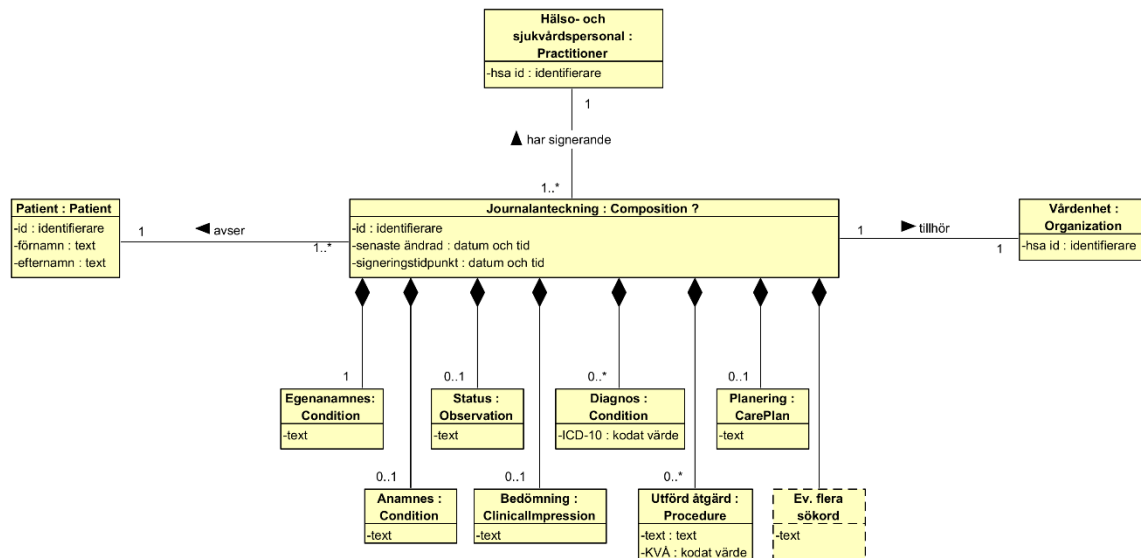 Hälso- och
sjukvårdspersonal :
Practitioner
-hsa id : identifierare
1
har signerande
1..*
Patient : Patient
-id : identifierare
-förnamn : text
-efternamn : text
1
avser
1..*
Journalanteckning : Composition ?
-id : identifierare
-senaste ändrad : datum och tid
-signeringstidpunkt : datum och tid
1
tillhör
1
Vårdenhet :
Organization
-hsa id : identifierare
1
Egenanamnes:
Condition
-text
0..1
Status :
Observation
-text
0..*
Diagnos :
Condition
-ICD-10 : kodat värde
0..1
Planering :
CarePlan
-text
0..1
Anamnes :
Condition
-text
0..1
Bedömning :
ClinicalImpression
-text
0..*
Utförd åtgärd :
Procedure
-text : text
-KVÅ : kodat värde
Ev. flera
sökord
-text